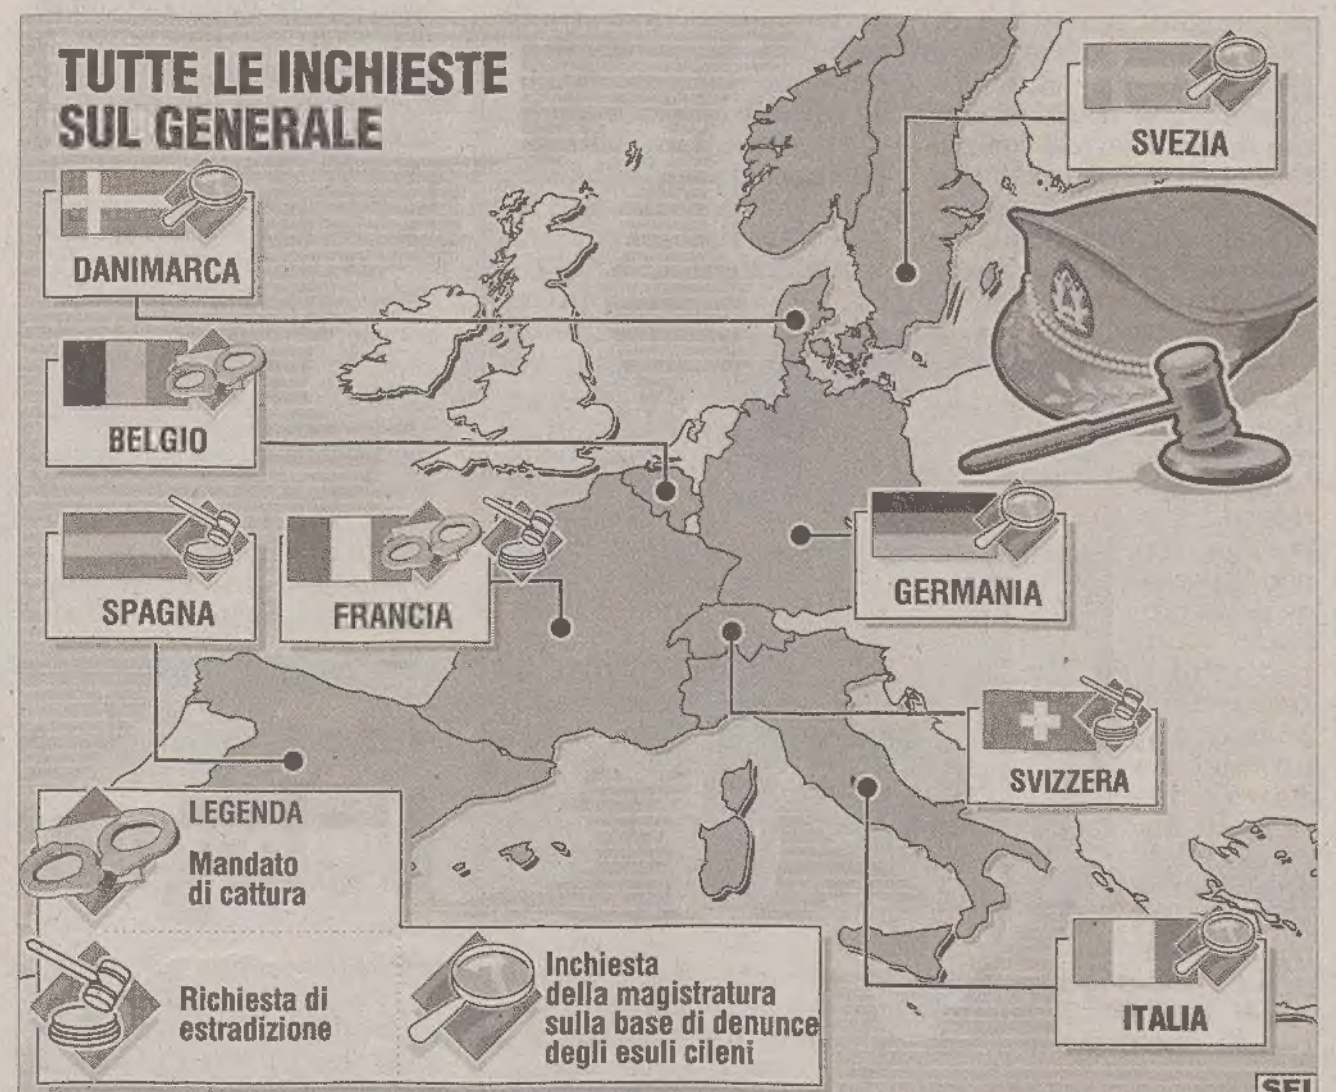 TUTTE LE INCHIESTE
SUL GENERALE
SVEZIA
DANIMARCA
BELGIO
SPAGNA
FRANCIA
GERMANIA
SVIZZERA
ITALIA
LEGENDA
Mandato
di cattura
Richiesta di
estradizione
Inchiesta
della magistratura
sulla base di denunce
degli esuli cileni
SEI